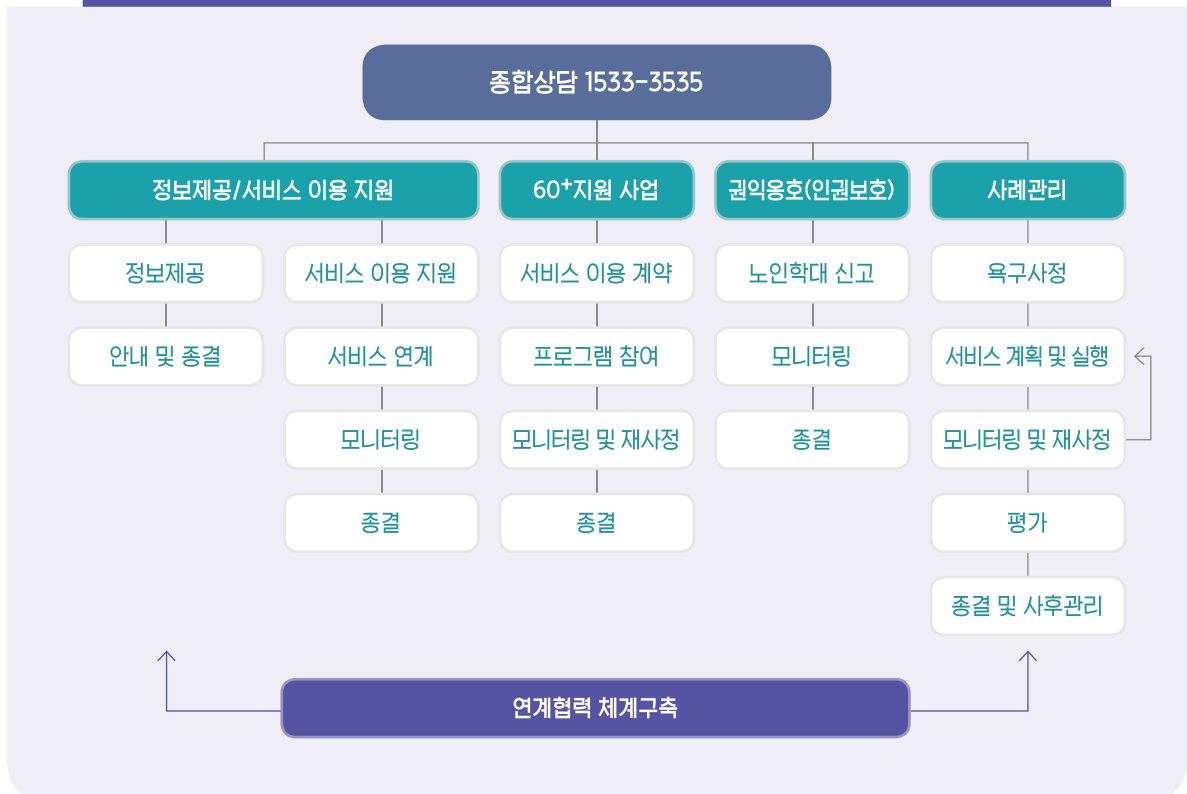 종합상담 1533-3535
정보제공/서비스 이용 지원
60⁺지원 사업
권익옹호(인권보호)
사례관리
정보제공
서비스 이용 지원
서비스 이용 계약
노인학대 신고
욕구사정
안내 및 종결
서비스 연계
프로그램 참여
모니터링
서비스 계획 및 실행
모니터링
모니터링 및 재사정
종결
모니터링 및 재사정
종결
종결
평가
종결 및 사후관리
연계협력 체계구축